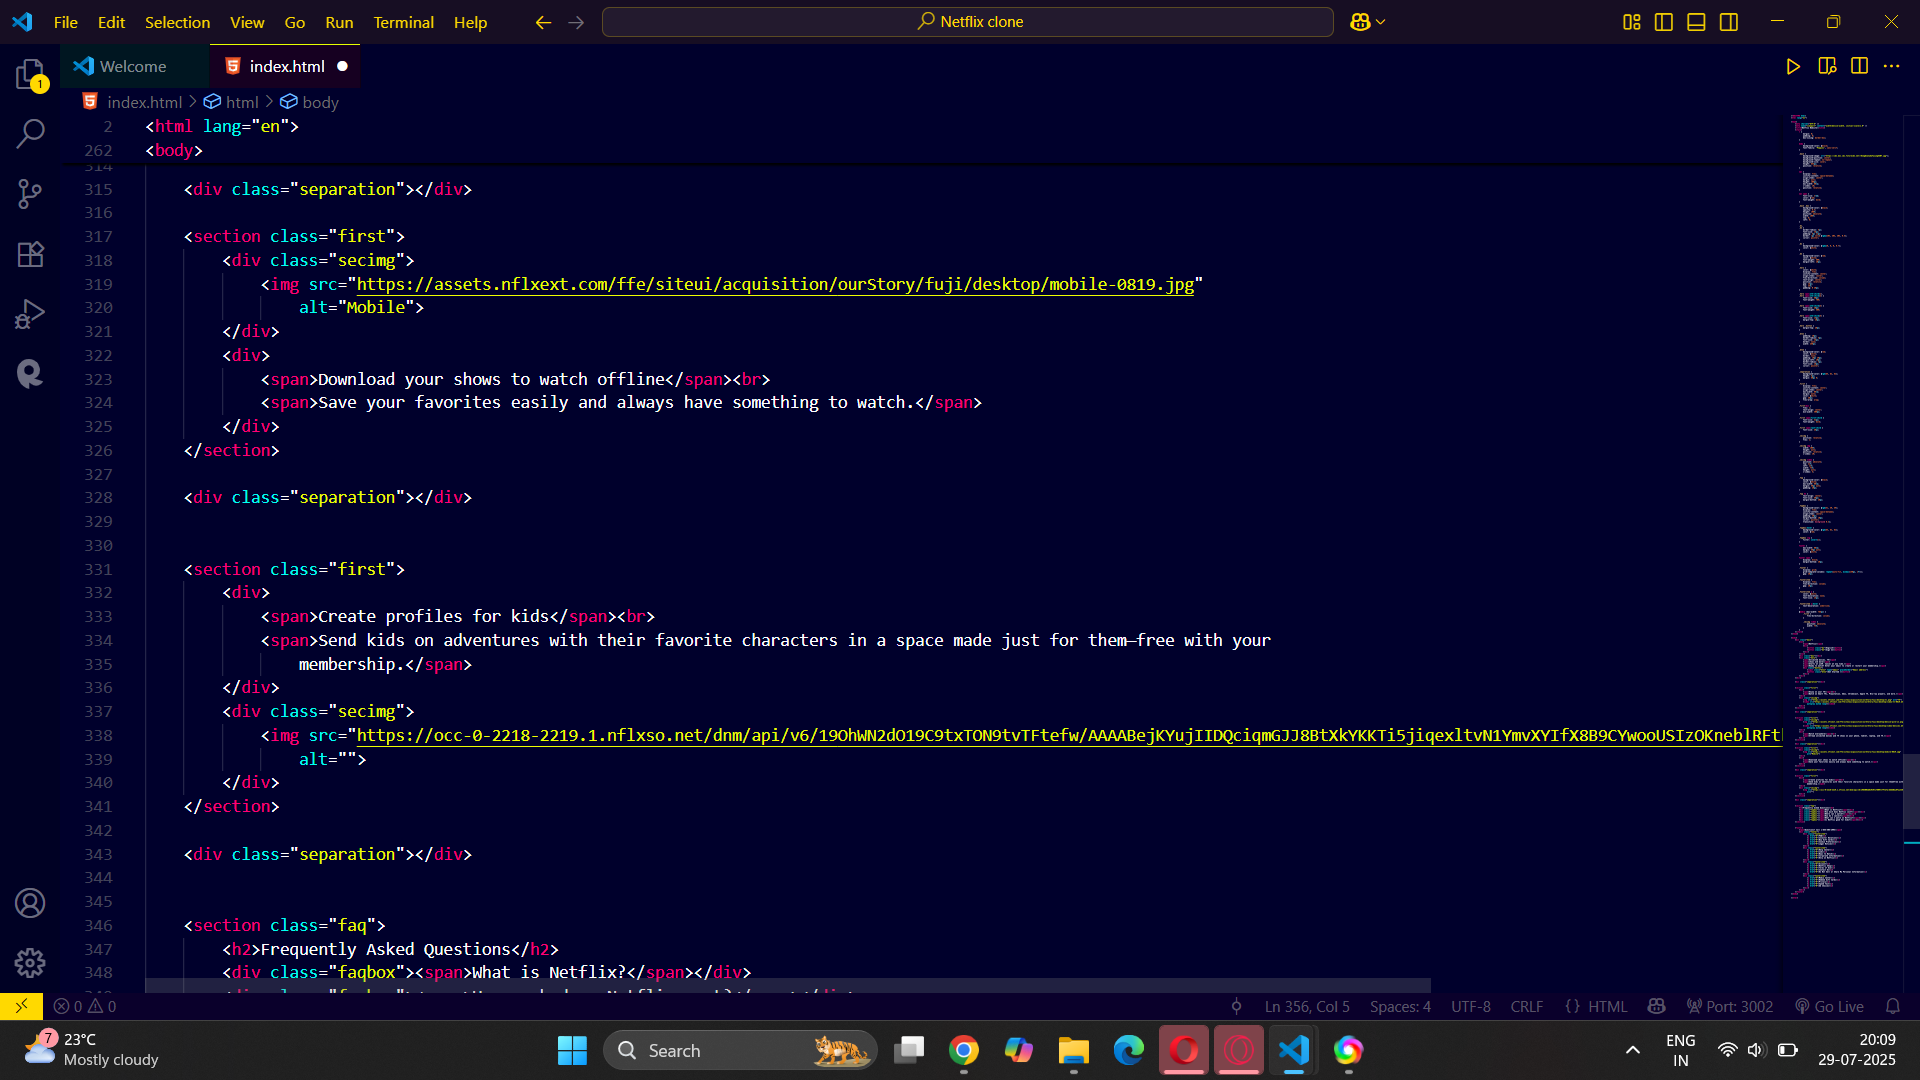 File Edit Selection View Go Run Terminal Help
Netflix clone
1
Welcome
index.html
index.html > html > body
2 <html lang="en">
262 <body>
314
315 <div class="separation"></div>
316
317 <section class="first">
318 <div class="secimg">
319 <img src="https://assets.nflxext.com/ffe/siteui/acquisition/ourStory/fuji/desktop/mobile-0819.jpg"
320 alt="Mobile">
321 </div>
322 <div>
323 <span>Download your shows to watch offline</span><br>
324 <span>Save your favorites easily and always have something to watch.</span>
325 </div>
326 </section>
327
328 <div class="separation"></div>
329
330
331 <section class="first">
332 <div>
333 <span>Create profiles for kids</span><br>
334 <span>Send kids on adventures with their favorite characters in a space made just for them—free with your
335 membership.</span>
336 </div>
337 <div class="secimg">
338 <img src="https://occ-0-2218-2219.1.nflxso.net/dnm/api/v6/19OhWN2dO19C9txTON9tvTFtefw/AAAABejKYujIIDQciqmGJJ8BtXkYKKTi5jiqexltvN1YmvXYIfX8B9CYwooUSIzOKneblRFt
339 alt="">
340 </div>
341 </section>
342
343 <div class="separation"></div>
344
345
346 <section class="faq">
347 <h2>Frequently Asked Questions</h2>
348 <div class="faqbox"><span>What is Netflix?</span></div>
0 0
Ln 356, Col 5 Spaces: 4 UTF-8 CRLF {} HTML Port: 3002 Go Live
7
23°C
Mostly cloudy
Search
ENG
IN
20:09
29-07-2025